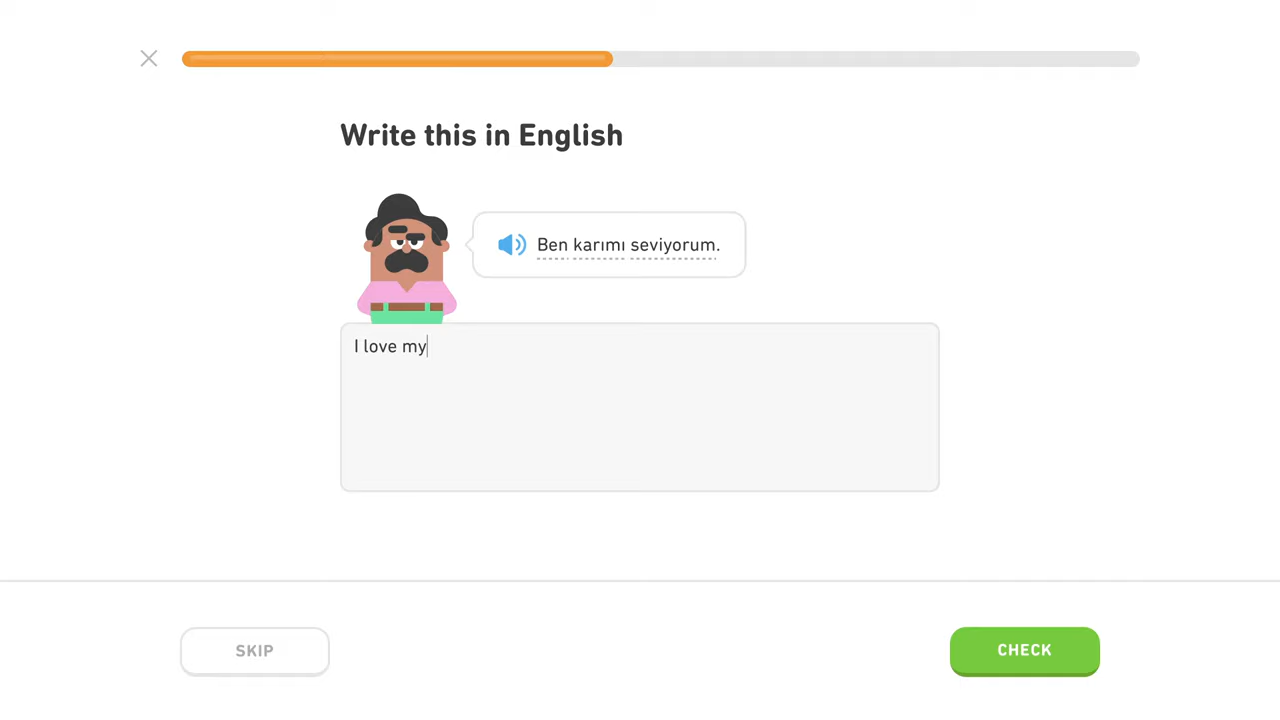 Write this in English
Ben karımı seviyorum.
I love my
SKIP
CHECK